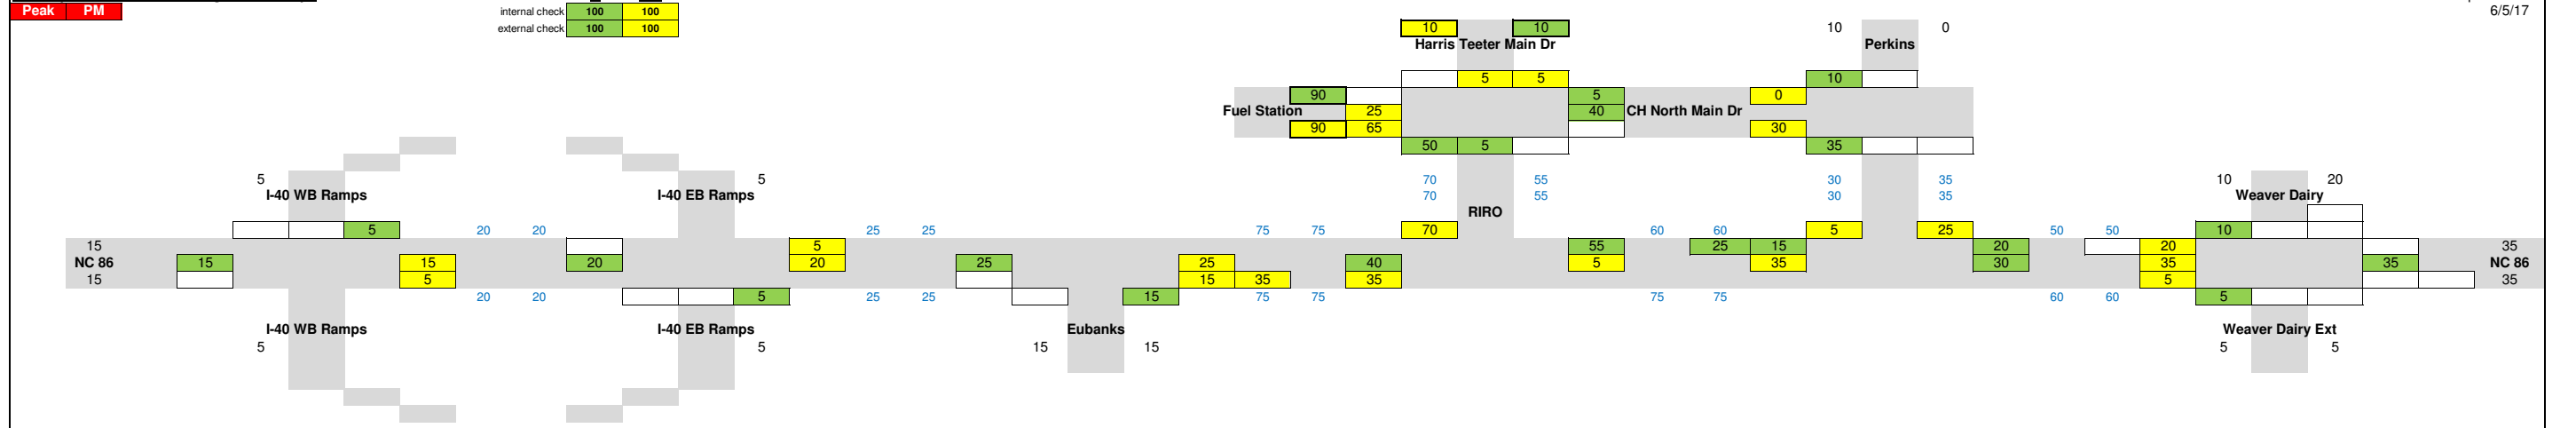 Peak PM internal check 100 100 6/5/17
external check 100 100 10 10 10 0
Harris Teeter Main Dr Perkins
5 5 10
90 5 0
Fuel Station 25 40 CH North Main Dr
90 65 30
50 5 35
5 5 70 55 30 35 10 20
I-40 WB Ramps I-40 EB Ramps 70 55 30 35 Weaver Dairy
RIRO
5 20 20 25 25 75 75 70 60 60 5 25 50 50 10
15 5 55 25 15 20 20 35
NC 86 15 15 20 20 25 25 40 5 35 30 35 35 NC 86
15 5 15 35 35 5 35
20 20 5 25 25 15 75 75 75 75 60 60 5
I-40 WB Ramps I-40 EB Ramps Eubanks Weaver Dairy Ext
5 5 15 15 5 5